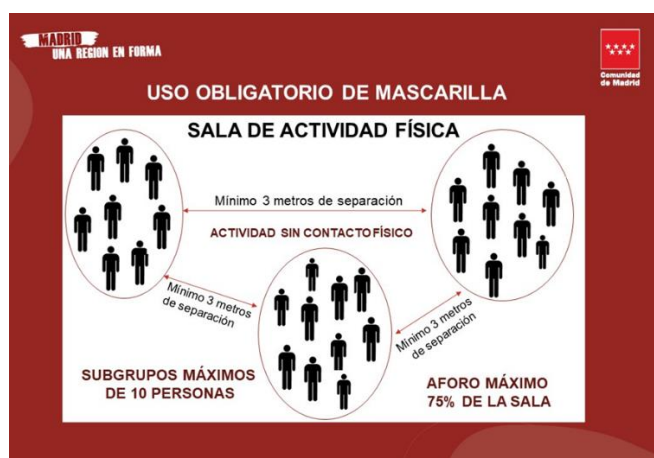 MADRID
UNA REGION EN FORMA
Comunidad
de Madrid
USO OBLIGATORIO DE MASCARILLA
SALA DE ACTIVIDAD FÍSICA
Mínimo 3 metros de separación
ACTIVIDAD SIN CONTACTO FÍSICO
Mínimo 3 metros
de separación
Mínimo 3 metros
de separación
SUBGRUPOS MÁXIMOS
DE 10 PERSONAS
AFORO MÁXIMO
75% DE LA SALA